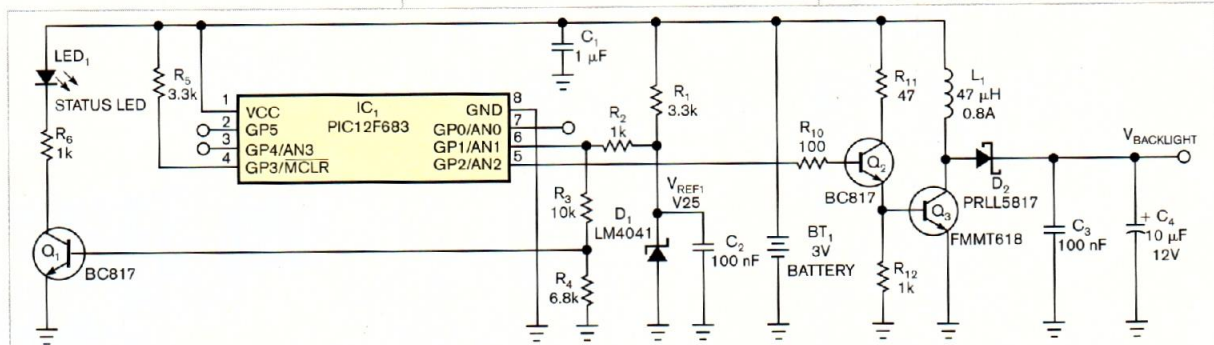 LED1
STATUS LED
R6
1k
Q1
BC817
R5
3.3k
1
VCC
2
GP5
3
GP4/AN3
4
GP3/MCLR
IC1
PIC12F683
GND
8
GP0/AN0
7
GP1/AN1
6
GP2/AN2
5
C1
1 μF
R2
1k
R1
3.3k
R3
10k
R4
6.8k
VREF1
V25
D1
LM4041
C2
100 nF
BT1
3V
BATTERY
R10
100
R11
47
Q2
BC817
R12
1k
L1
47 μH
0.8A
Q3
FMMT618
D2
PRLL5817
VBACKLIGHT
C3
100 nF
+ C4
10 μF
12V